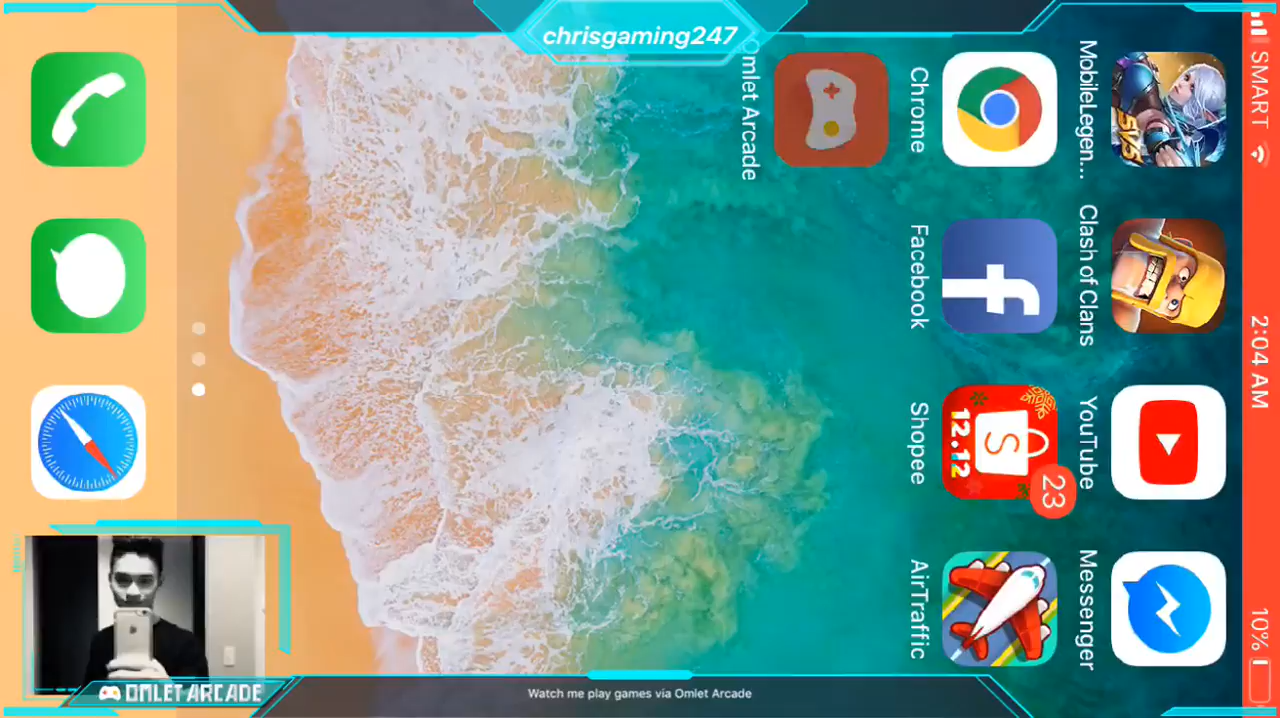 chrisgaming247
SMART
2:04 AM
10%
5V5
MobileLegen...
Clash of Clans
YouTube
Messenger
Chrome
Facebook
12.12
S
23
Shopee
AirTraffic
Omlet Arcade
OMLET ARCADE
Watch me play games via Omlet Arcade